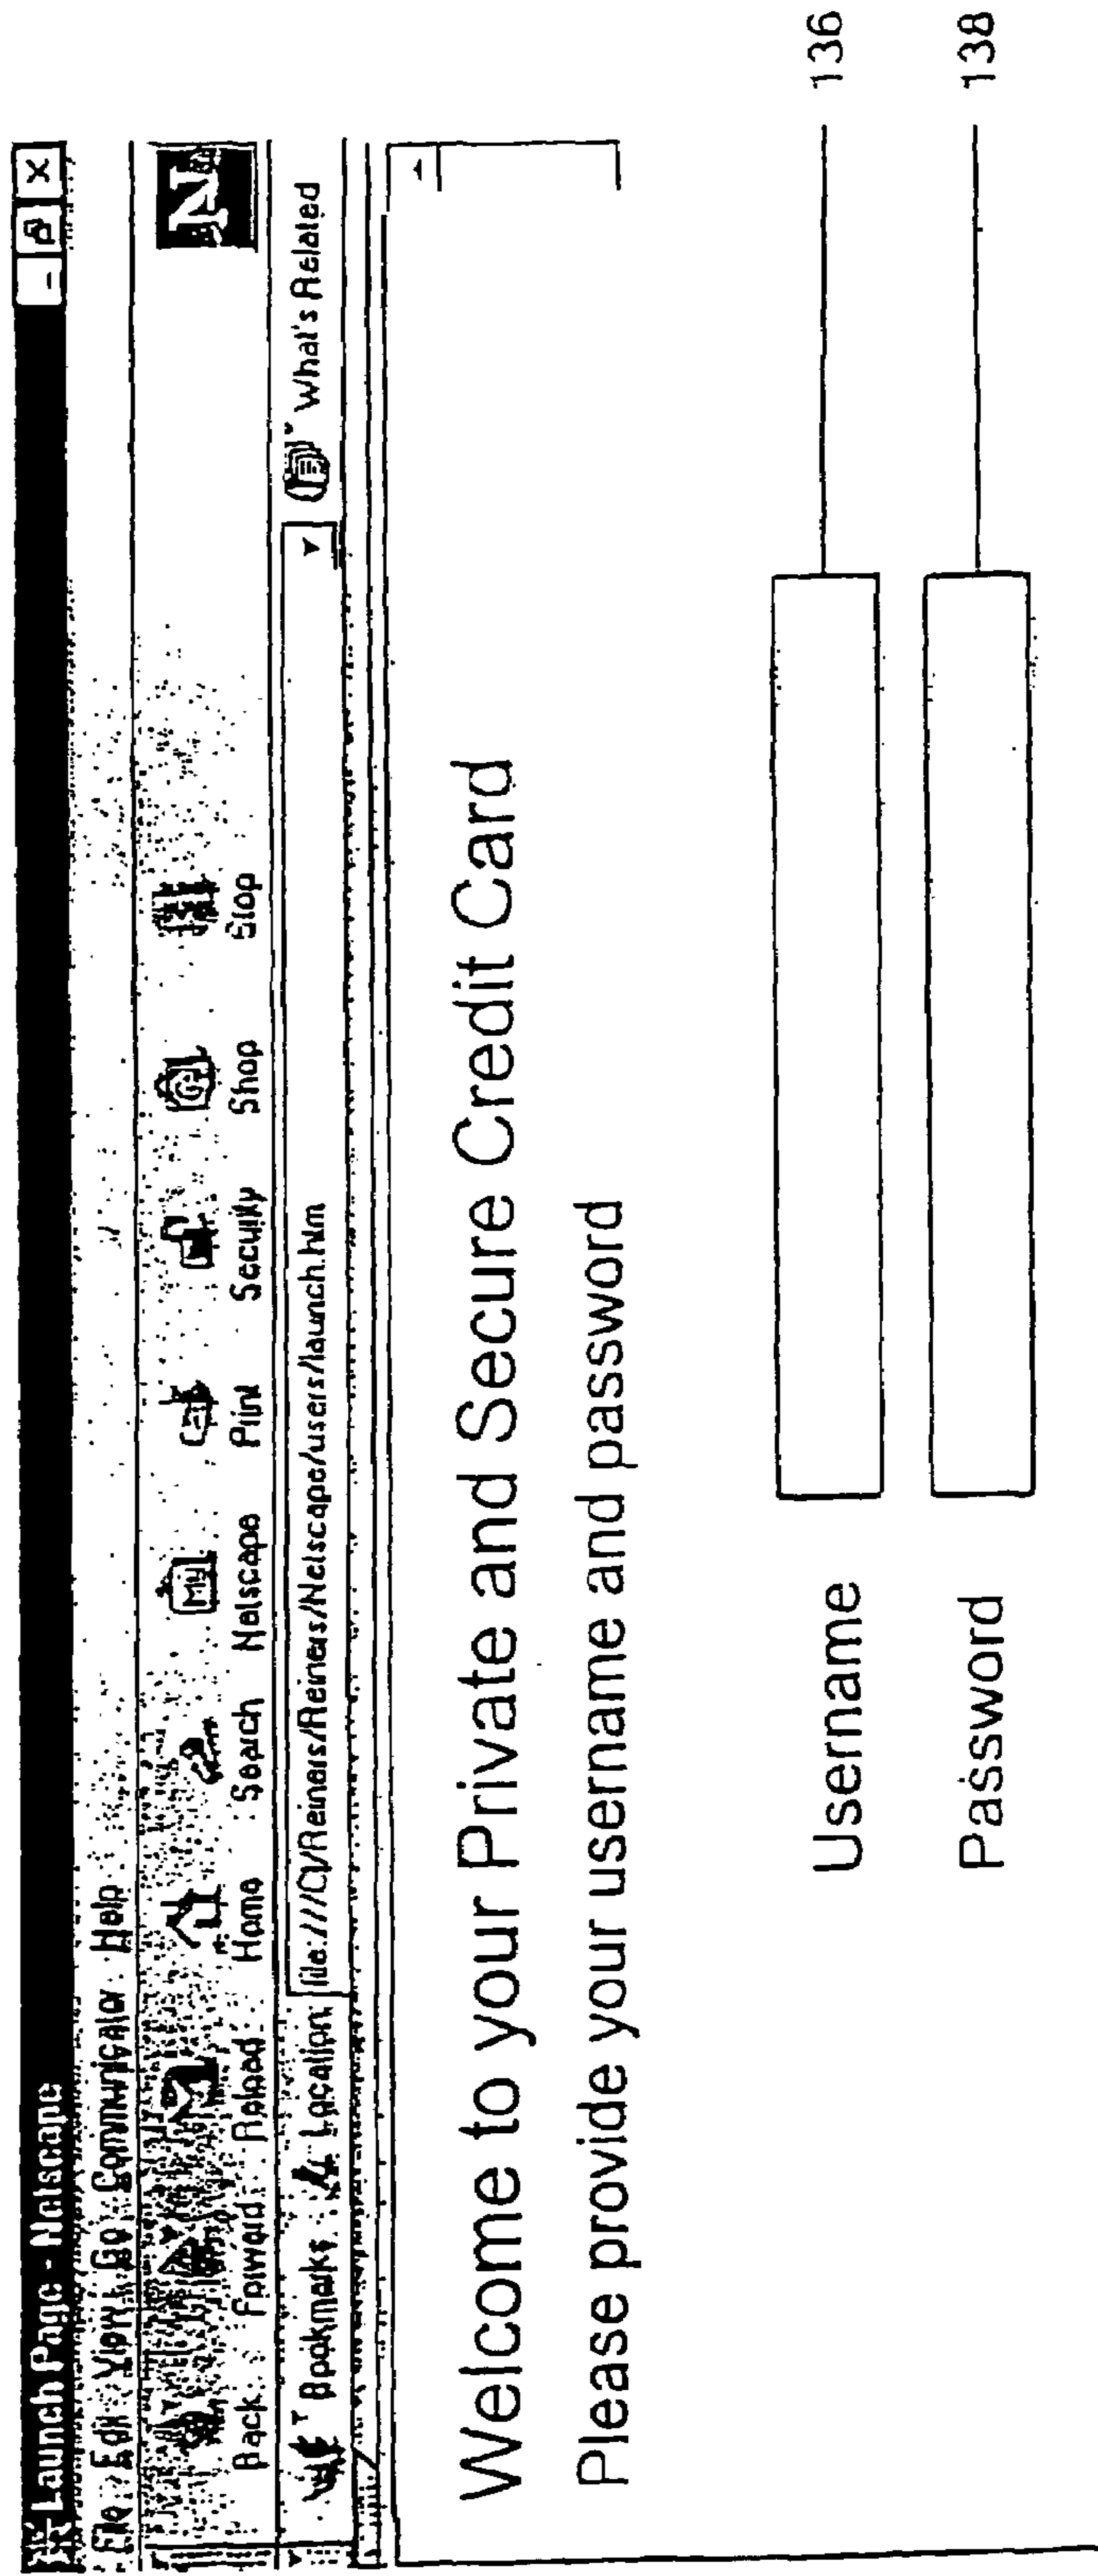 Launch Page - Netscape
File Edit View Go Communicator Help
Back Forward Reload Home Search Netscape Print Security Shop Stop
N
My
Bookmarks Location: file:///C|/Reiners/Reiners/Netscape/users/launch.htm What's Related
Welcome to your Private and Secure Credit Card
Please provide your username and password
Username 136
Password 138